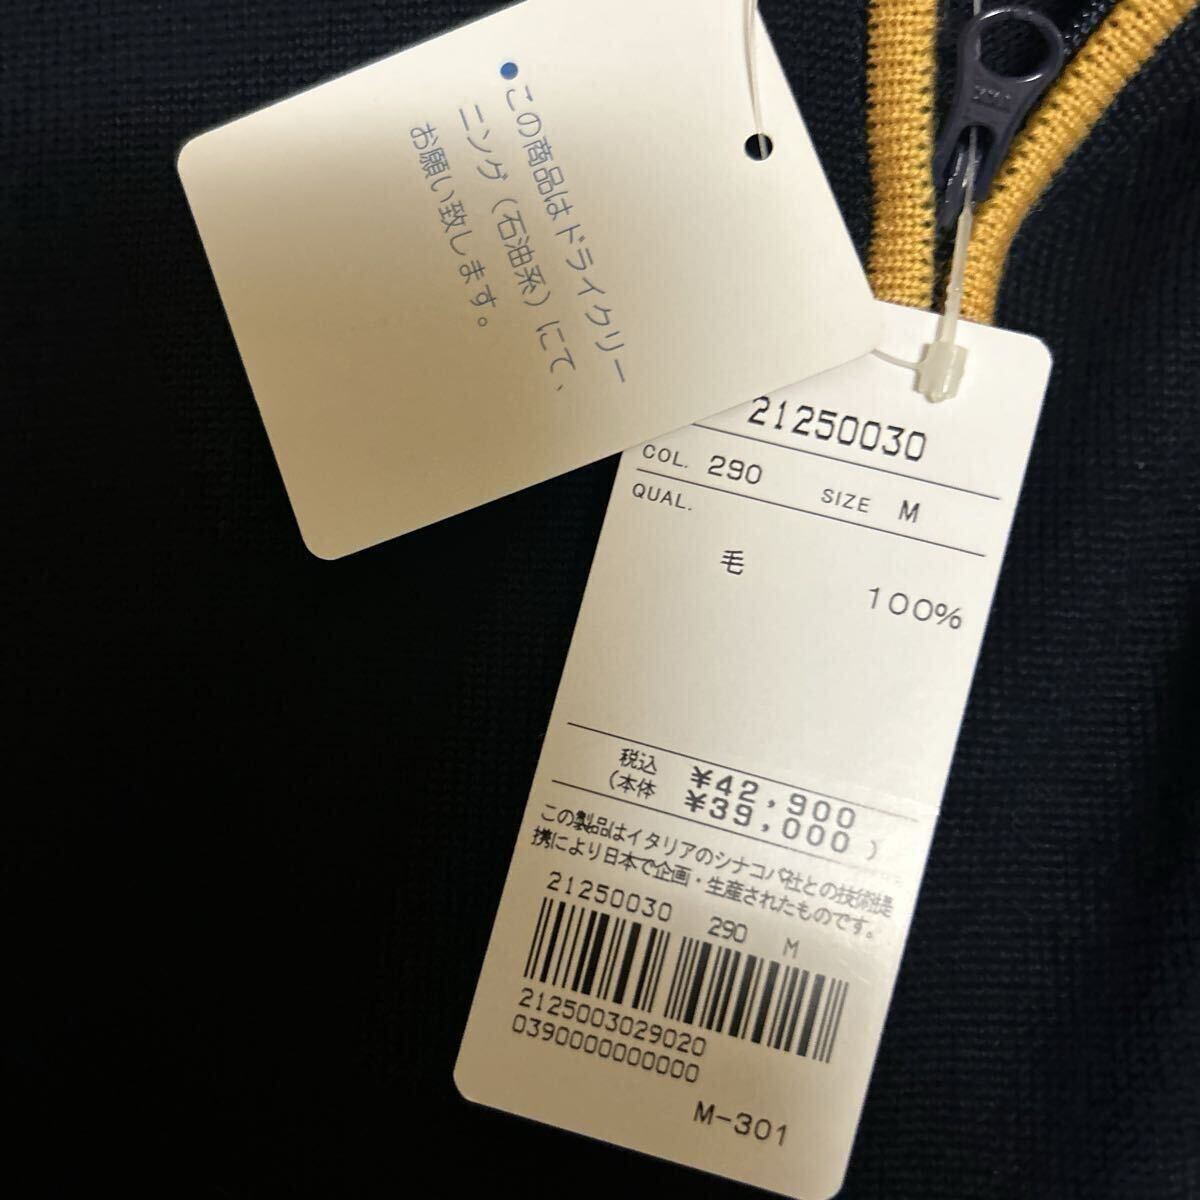 ●この商品はドライクリー
ニング(石油系)にて、
お願い致します。
21250030
COL. 290 SIZE M
QUAL.
毛 100%
税込 ¥42,900
(本体 ¥39,000)
この製品はイタリアのシナコバ社との技術提
携により日本で企画・生産されたものです。
21250030 290 M
2125003029020
0390000000000
M-301